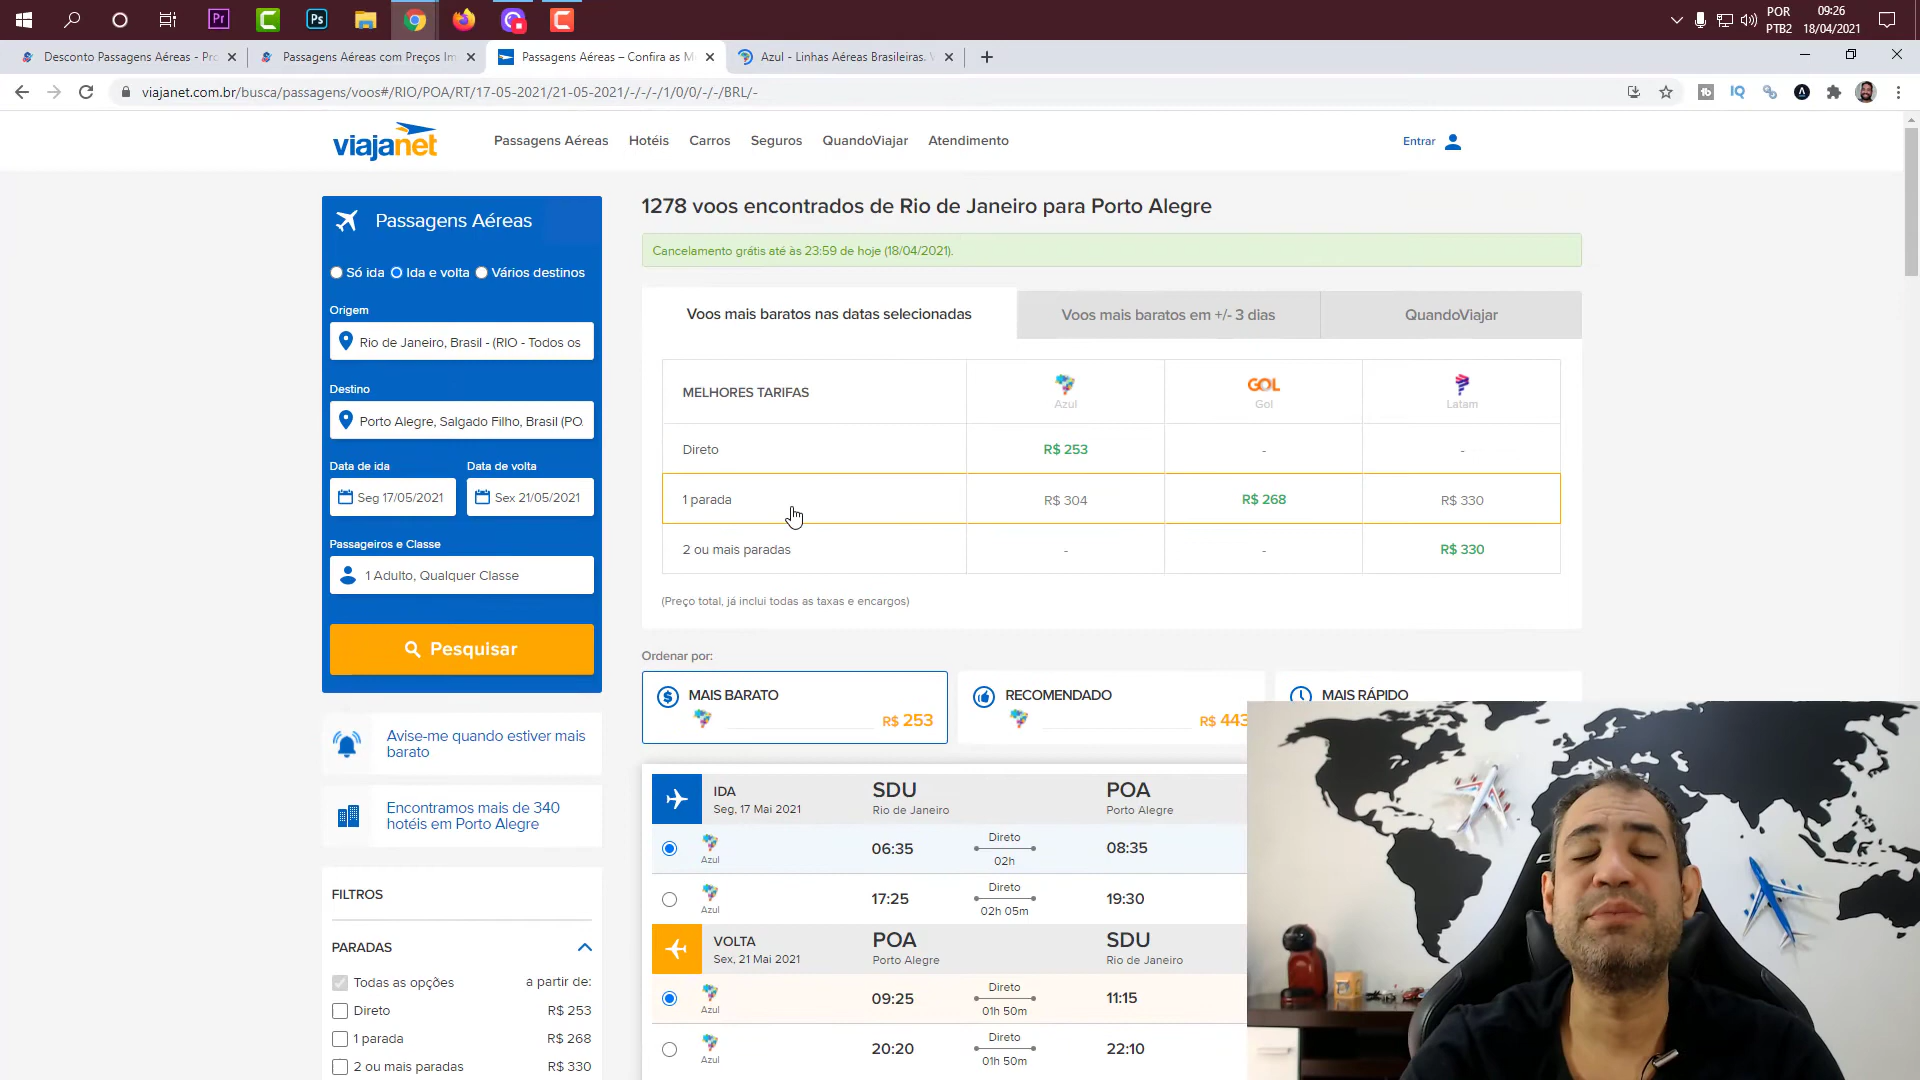 POR
PTB2
09:26
18/04/2021
Desconto Passagens Aéreas - Pro
Passagens Aéreas com Preços Im
Passagens Aéreas – Confira as M
Azul - Linhas Aéreas Brasileiras. V
viajanet.com.br/busca/passagens/voos#/RIO/POA/RT/17-05-2021/21-05-2021/-/-/-/1/0/0/-/-/BRL/-
viajanet
Passagens Aéreas Hotéis Carros Seguros QuandoViajar Atendimento
Entrar
Passagens Aéreas
Só ida Ida e volta Vários destinos
Origem
Rio de Janeiro, Brasil - (RIO - Todos os
Destino
Porto Alegre, Salgado Filho, Brasil (PO
Data de ida Data de volta
Seg 17/05/2021 Sex 21/05/2021
Passageiros e Classe
1 Adulto, Qualquer Classe
Pesquisar
Avise-me quando estiver mais
barato
Encontramos mais de 340
hotéis em Porto Alegre
FILTROS
PARADAS
Todas as opções a partir de:
Direto R$ 253
1 parada R$ 268
2 ou mais paradas R$ 330
1278 voos encontrados de Rio de Janeiro para Porto Alegre
Cancelamento grátis até às 23:59 de hoje (18/04/2021).
Voos mais baratos nas datas selecionadas Voos mais baratos em +/- 3 dias QuandoViajar
MELHORES TARIFAS Azul GOL Gol Latam
Direto R$ 253 - -
1 parada R$ 304 R$ 268 R$ 330
2 ou mais paradas - - R$ 330
(Preço total, já inclui todas as taxas e encargos)
Ordenar por:
MAIS BARATO
R$ 253
RECOMENDADO
R$ 443
MAIS RÁPIDO
IDA SDU POA
Seg, 17 Mai 2021 Rio de Janeiro Porto Alegre
Azul 06:35 Direto 02h 08:35
Azul 17:25 Direto 02h 05m 19:30
VOLTA POA SDU
Sex, 21 Mai 2021 Porto Alegre Rio de Janeiro
Azul 09:25 Direto 01h 50m 11:15
Azul 20:20 Direto 01h 50m 22:10